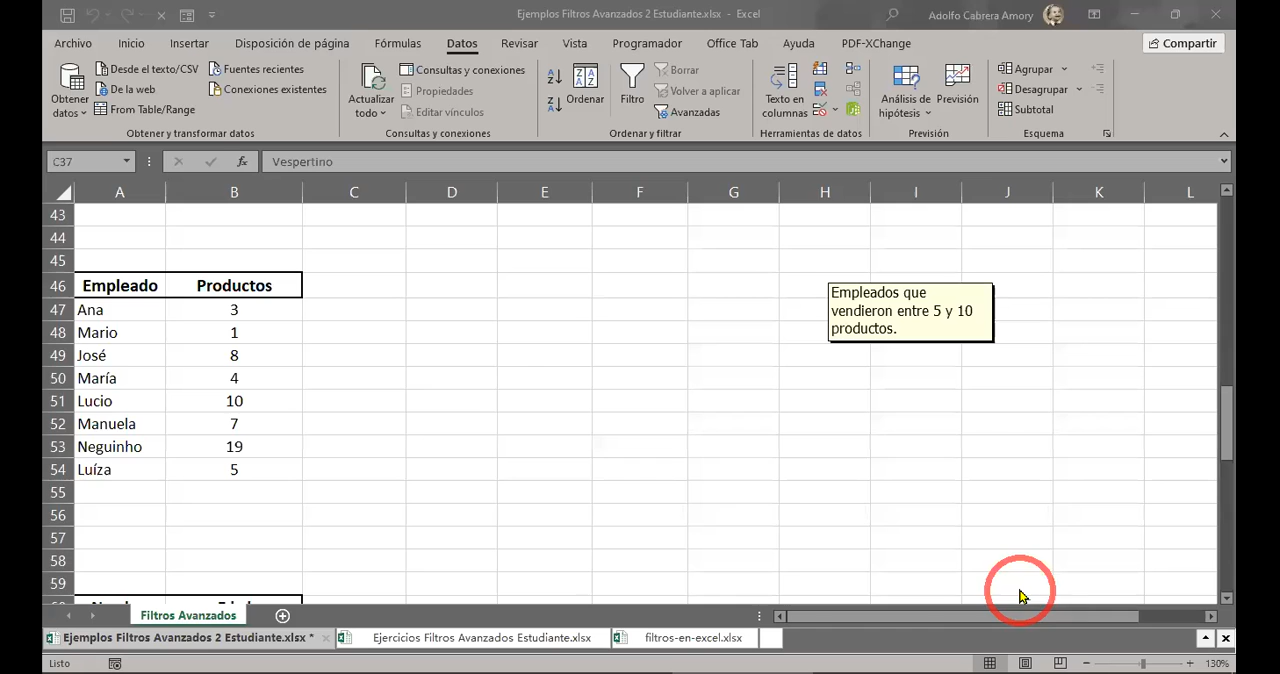 Ejemplos Filtros Avanzados 2 Estudiante.xlsx - Excel
Adolfo Cabrera Amory
Archivo Inicio Insertar Disposición de página Fórmulas Datos Revisar Vista Programador Office Tab Ayuda PDF-XChange Compartir
Obtener datos
Desde el texto/CSV
De la web
From Table/Range
Fuentes recientes
Conexiones existentes
Obtener y transformar datos
Actualizar todo
Consultas y conexiones
Propiedades
Editar vínculos
Consultas y conexiones
Ordenar
Filtro
Borrar
Volver a aplicar
Avanzadas
Ordenar y filtrar
Texto en columnas
Herramientas de datos
Análisis de hipótesis
Previsión
Previsión
Agrupar
Desagrupar
Subtotal
Esquema
C37 fx Vespertino
A B C D E F G H I J K L
43
44
45
46 Empleado Productos
47 Ana 3
48 Mario 1
49 José 8
50 María 4
51 Lucio 10
52 Manuela 7
53 Neguinho 19
54 Luíza 5
55
56
57
58
59
Empleados que
vendieron entre 5 y 10
productos.
Filtros Avanzados
Ejemplos Filtros Avanzados 2 Estudiante.xlsx * Ejercicios Filtros Avanzados Estudiante.xlsx filtros-en-excel.xlsx
Listo 130%